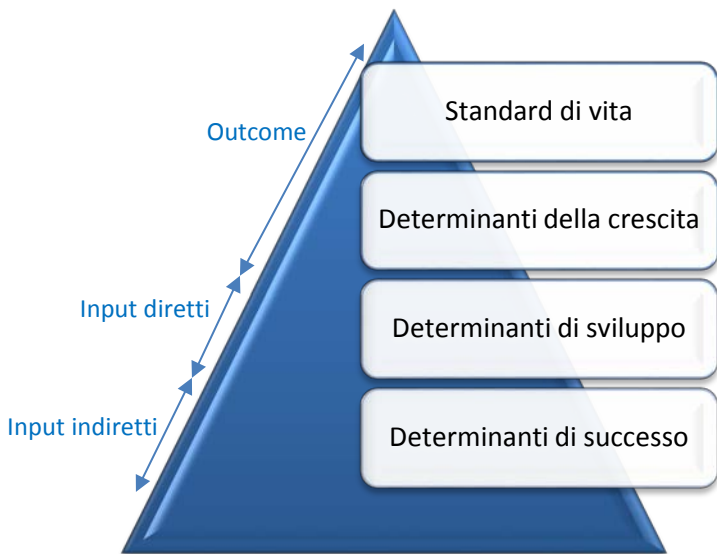 Standard di vita
Outcome
Determinanti della crescita
Input diretti
Determinanti di sviluppo
Input indiretti
Determinanti di successo